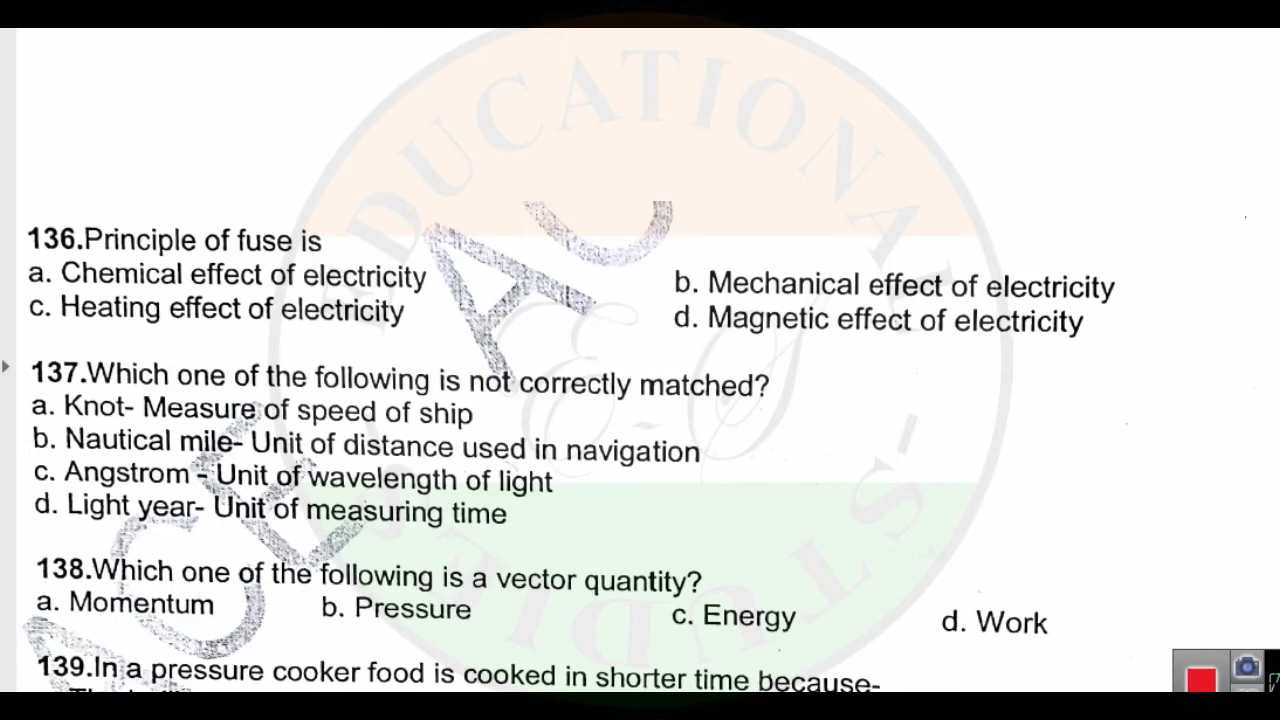 EDUCATIONAL
136.Principle of fuse is
a. Chemical effect of electricity
b. Mechanical effect of electricity
c. Heating effect of electricity
d. Magnetic effect of electricity
137.Which one of the following is not correctly matched?
a. Knot- Measure of speed of ship
b. Nautical mile- Unit of distance used in navigation
c. Angstrom - Unit of wavelength of light
d. Light year- Unit of measuring time
138.Which one of the following is a vector quantity?
a. Momentum b. Pressure c. Energy d. Work
139.In a pressure cooker food is cooked in shorter time because-
E - S
- STUDIES -